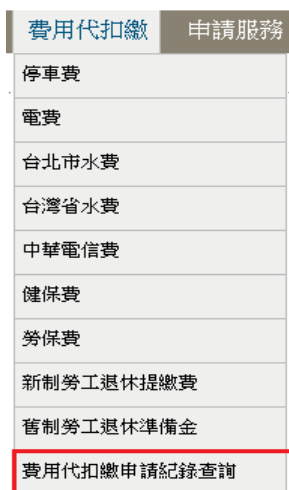 費用代扣繳 申請服務
停車費
電費
台北市水費
台灣省水費
中華電信費
健保費
勞保費
新制勞工退休提繳費
舊制勞工退休準備金
費用代扣繳申請紀錄查詢